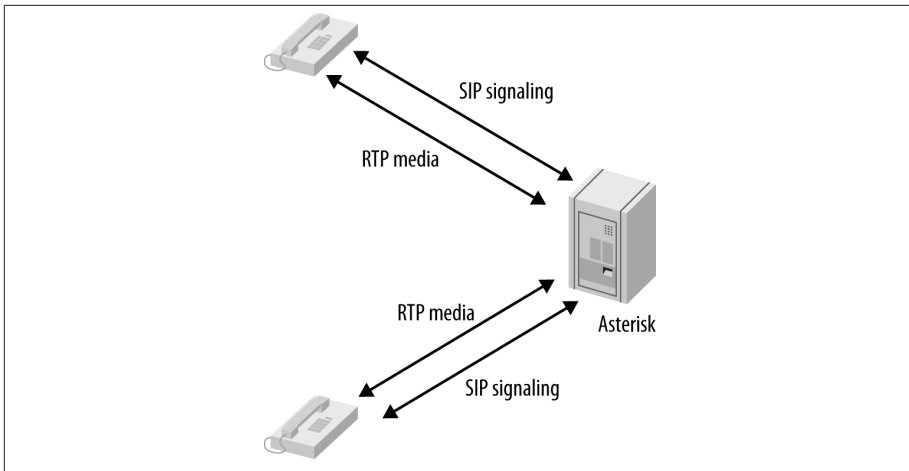 SIP signaling
RTP media
RTP media
Asterisk
SIP signaling